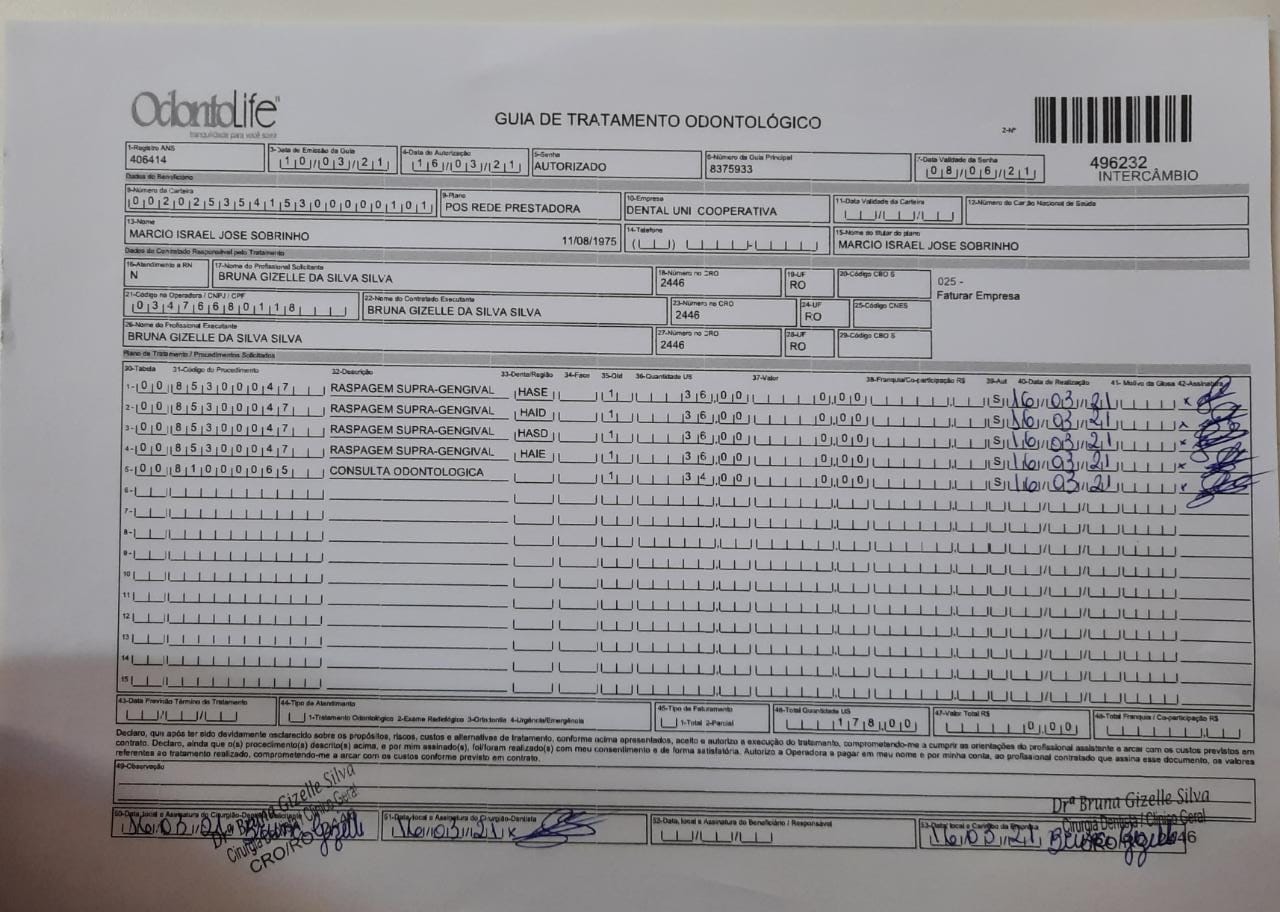 OdontoLife
tranquilidade para você sorrir
GUIA DE TRATAMENTO ODONTOLÓGICO
2-Nº
496232
INTERCÂMBIO
1-Registro ANS
406414
3-Data de Emissão da Guia
10/03/21
4-Data de Autorização
16/03/21
5-Senha
AUTORIZADO
6-Número da Guia Principal
8375933
7-Data Validade da Senha
08/06/21
Dados do Beneficiário
8-Número da Carteira
00202535415300000101
9-Plano
POS REDE PRESTADORA
10-Empresa
DENTAL UNI COOPERATIVA
11-Data Validade da Carteira
12-Número do Cartão Nacional de Saúde
13-Nome
MARCIO ISRAEL JOSE SOBRINHO 11/08/1975
14-Telefone
15-Nome do titular do plano
MARCIO ISRAEL JOSE SOBRINHO
Dados do Contratado Responsável pelo Tratamento
16-Atendimento a RN
N
17-Nome do Profissional Solicitante
BRUNA GIZELLE DA SILVA SILVA
18-Número no CRO
2446
19-UF
RO
20-Código CBO S
025 -
Faturar Empresa
21-Código na Operadora / CNPJ / CPF
03476680118
22-Nome do Contratado Executante
BRUNA GIZELLE DA SILVA SILVA
23-Número no CRO
2446
24-UF
RO
25-Código CNES
26-Nome do Profissional Executante
BRUNA GIZELLE DA SILVA SILVA
27-Número no CRO
2446
28-UF
RO
29-Código CBO S
Plano de Tratamento / Procedimentos Solicitados
30-Tabela 31-Código do Procedimento 32-Descrição 33-Dente/Região 34-Face 35-Qtd 36-Quantidade US 37-Valor 38-Franquia/Co-participação R$ 39-Aut 40-Data de Realização 41- Motivo da Glosa 42-Assinatura
1- 00 85300047 RASPAGEM SUPRA-GENGIVAL HASE 1 36,00 0,00 S 16/03/21 x
2- 00 85300047 RASPAGEM SUPRA-GENGIVAL HAID 1 36,00 0,00 S 16/03/21 x
3- 00 85300047 RASPAGEM SUPRA-GENGIVAL HASD 1 36,00 0,00 S 16/03/21 x
4- 00 85300047 RASPAGEM SUPRA-GENGIVAL HAIE 1 36,00 0,00 S 16/03/21 x
5- 00 81000065 CONSULTA ODONTOLOGICA 1 34,00 0,00 S 16/03/21 x
6-
7-
8-
9-
10
11
12
13
14
15
43-Data Previsão Término do Tratamento
44-Tipo de Atendimento
1-Tratamento Odontológico 2-Exame Radiológico 3-Ortodontia 4-Urgência/Emergência
45-Tipo de Faturamento
1-Total 2-Parcial
46-Total Quantidade US
178,00
47-Valor Total R$
0,00
48-Total Franquia / Co-participação R$
Declaro, que após ter sido devidamente esclarecido sobre os propósitos, riscos, custos e alternativas de tratamento, conforme acima apresentados, aceito e autorizo a execução do tratamento, comprometendo-me a cumprir as orientações do profissional assistente e arcar com os custos previstos em
contrato. Declaro, ainda que o(s) procedimento(s) descrito(s) acima, e por mim assinado(s), foi/foram realizado(s) com meu consentimento e de forma satisfatória. Autorizo a Operadora a pagar em meu nome e por minha conta, ao profissional contratado que assina esse documento, os valores
referentes ao tratamento realizado, comprometendo-me a arcar com os custos conforme previsto em contrato.
49-Observação
50-Data, local e Assinatura do Cirurgião-Dentista Solicitante
16/03/21 Bruna Gizelle
Drª Bruna Gizelle Silva
Cirurgiã Dentista / Clínico Geral
CRO/RO
51-Data, local e Assinatura do Cirurgião-Dentista
16/03/21 x
52-Data, local e Assinatura do Beneficiário / Responsável
53-Data, local e Carimbo da Empresa
16/03/21 Bruna Gizelle
Drª Bruna Gizelle Silva
Cirurgiã Dentista / Clínico Geral
CRO/RO 2446